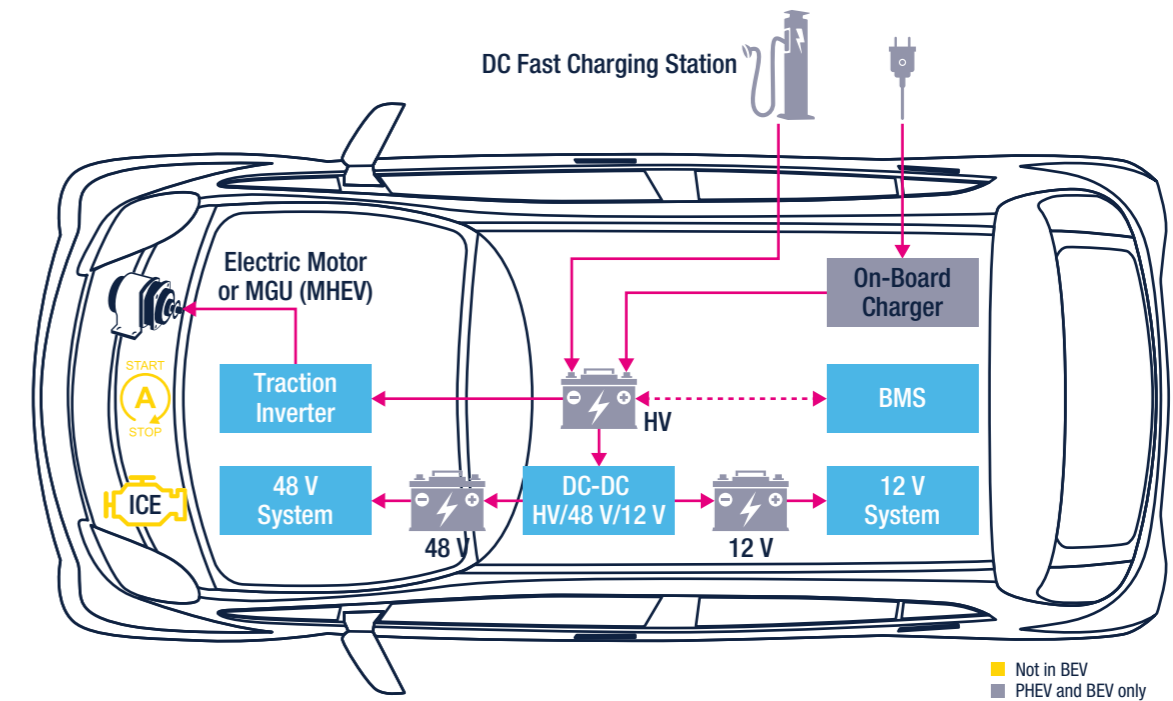 DC Fast Charging Station
Electric Motor
or MGU (MHEV)
On-Board
Charger
START
A
STOP
Traction
Inverter
HV
BMS
ICE
48 V
System
48 V
DC-DC
HV/48 V/12 V
12 V
12 V
System
Not in BEV
PHEV and BEV only